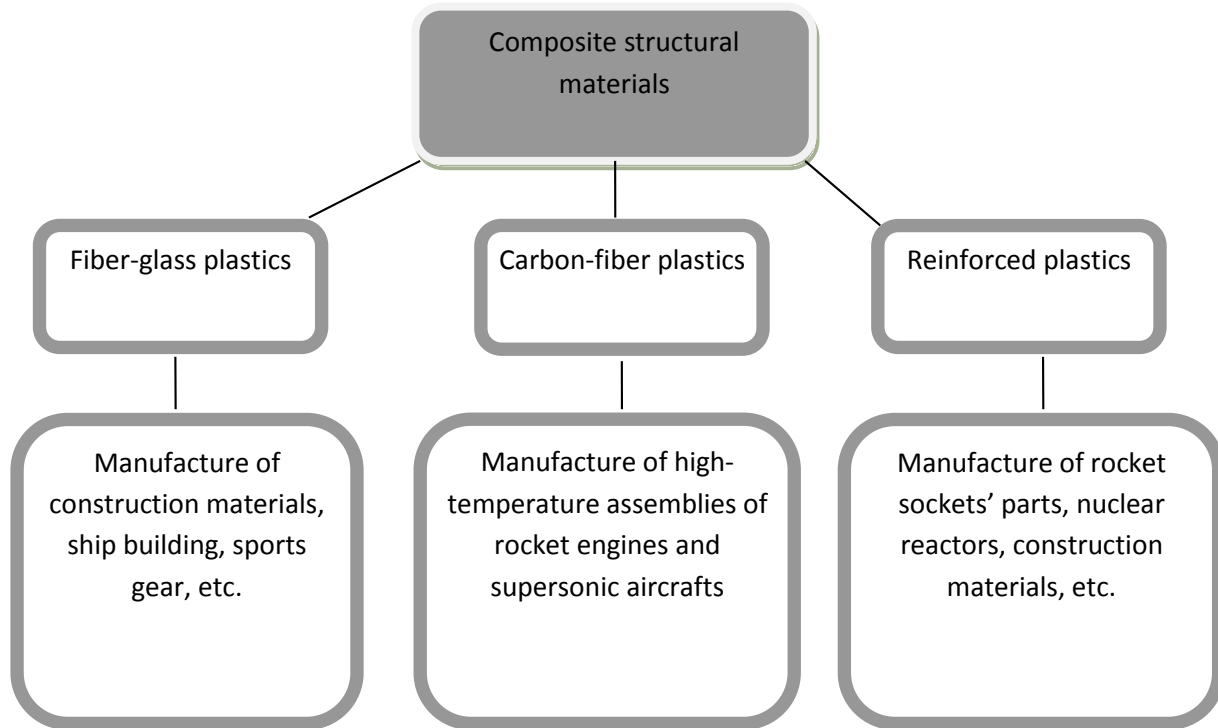 Composite structural
materials
Fiber-glass plastics
Carbon-fiber plastics
Reinforced plastics
Manufacture of
construction materials,
ship building, sports
gear, etc.
Manufacture of high-
temperature assemblies of
rocket engines and
supersonic aircrafts
Manufacture of rocket
sockets’ parts, nuclear
reactors, construction
materials, etc.